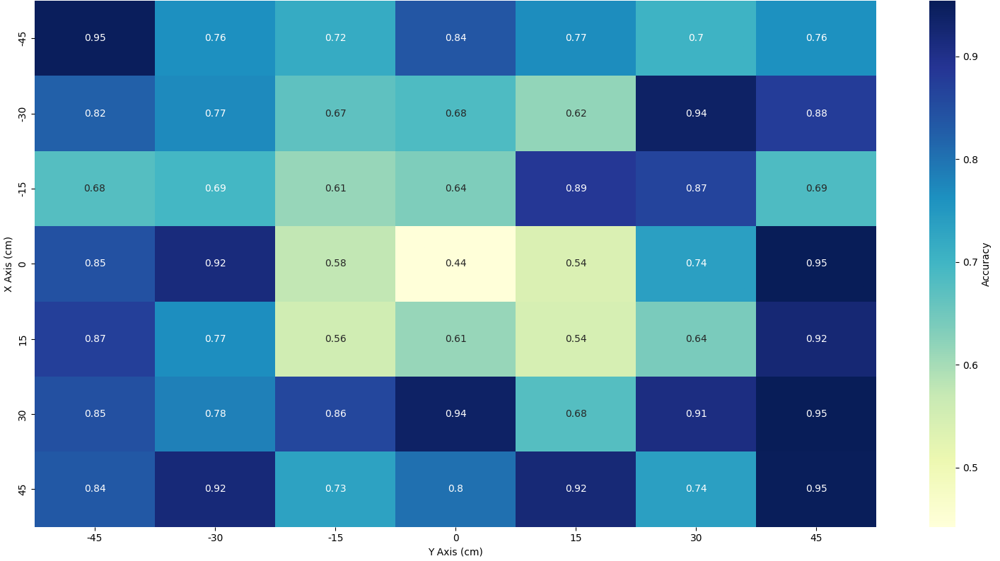 -45 0.95 0.76 0.72 0.84 0.77 0.7 0.76
-30 0.82 0.77 0.67 0.68 0.62 0.94 0.88
-15 0.68 0.69 0.61 0.64 0.89 0.87 0.69
0 0.85 0.92 0.58 0.44 0.54 0.74 0.95
15 0.87 0.77 0.56 0.61 0.54 0.64 0.92
30 0.85 0.78 0.86 0.94 0.68 0.91 0.95
45 0.84 0.92 0.73 0.8 0.92 0.74 0.95
-45 -30 -15 0 15 30 45
Y Axis (cm)
X Axis (cm)
0.9
0.8
0.7
0.6
0.5
Accuracy